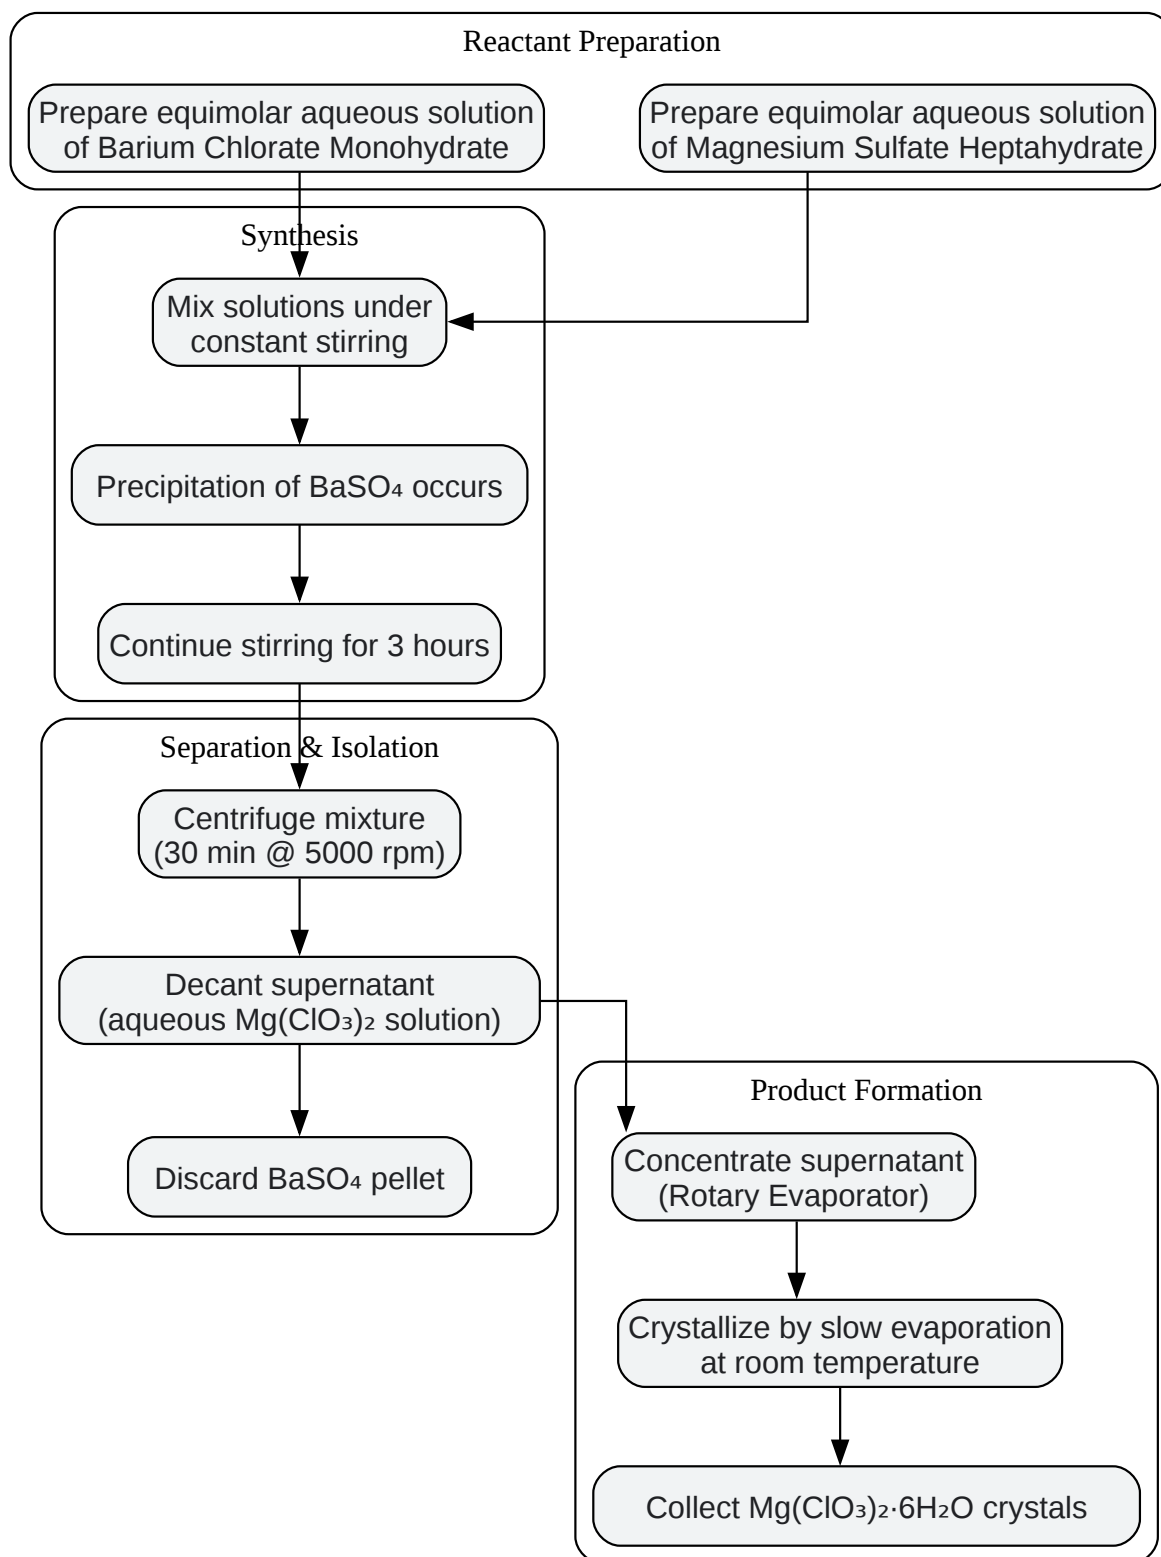 Reactant Preparation
Prepare equimolar aqueous solution
of Barium Chlorate Monohydrate
Prepare equimolar aqueous solution
of Magnesium Sulfate Heptahydrate
Synthesis
Mix solutions under
constant stirring
Precipitation of BaSO₄ occurs
Continue stirring for 3 hours
Separation & Isolation
Centrifuge mixture
(30 min @ 5000 rpm)
Decant supernatant
(aqueous Mg(ClO₃)₂ solution)
Discard BaSO₄ pellet
Product Formation
Concentrate supernatant
(Rotary Evaporator)
Crystallize by slow evaporation
at room temperature
Collect Mg(ClO₃)₂·6H₂O crystals